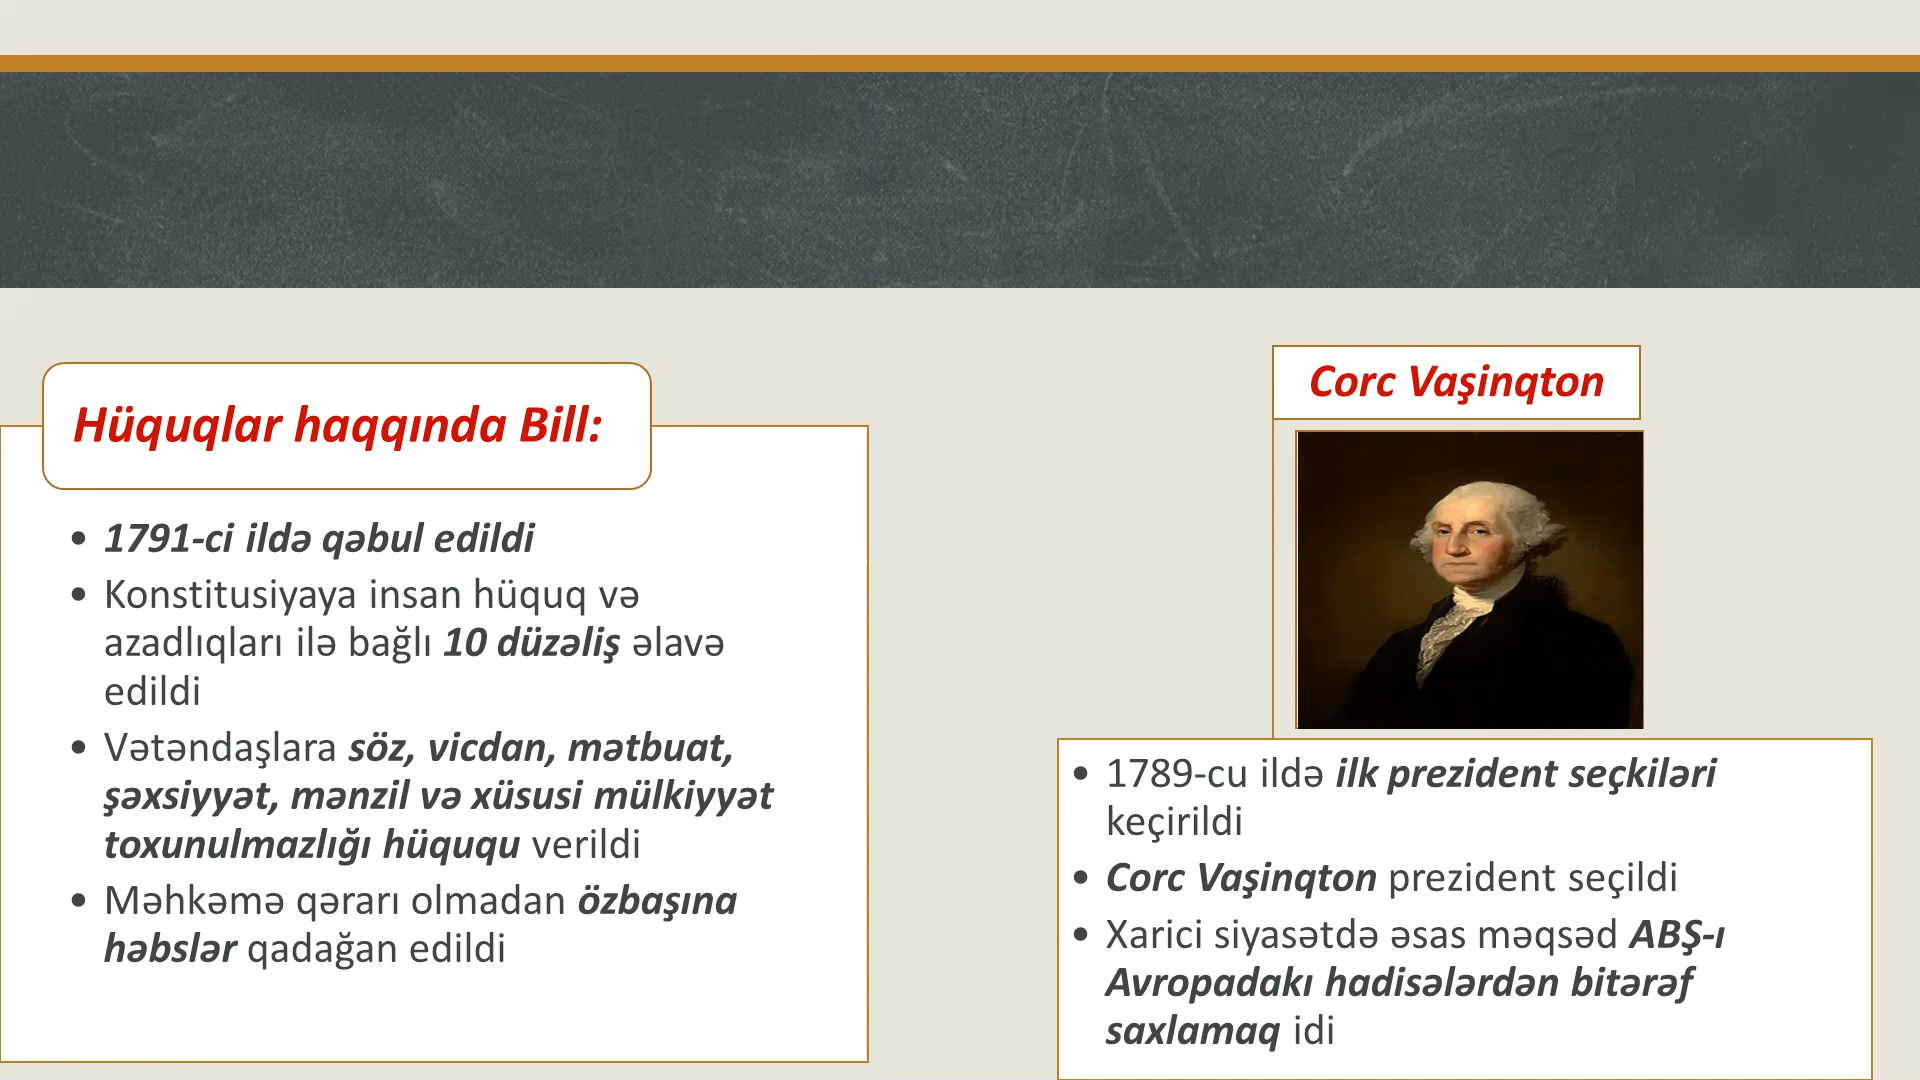 Hüquqlar haqqında Bill:
• 1791-ci ildə qəbul edildi
• Konstitusiyaya insan hüquq və
azadlıqları ilə bağlı 10 düzəliş əlavə
edildi
• Vətəndaşlara söz, vicdan, mətbuat,
şəxsiyyət, mənzil və xüsusi mülkiyyət
toxunulmazlığı hüququ verildi
• Məhkəmə qərarı olmadan özbaşına
həbslər qadağan edildi
Corc Vaşinqton
• 1789-cu ildə ilk prezident seçkiləri
keçirildi
• Corc Vaşinqton prezident seçildi
• Xarici siyasətdə əsas məqsəd ABŞ-ı
Avropadakı hadisələrdən bitərəf
saxlamaq idi